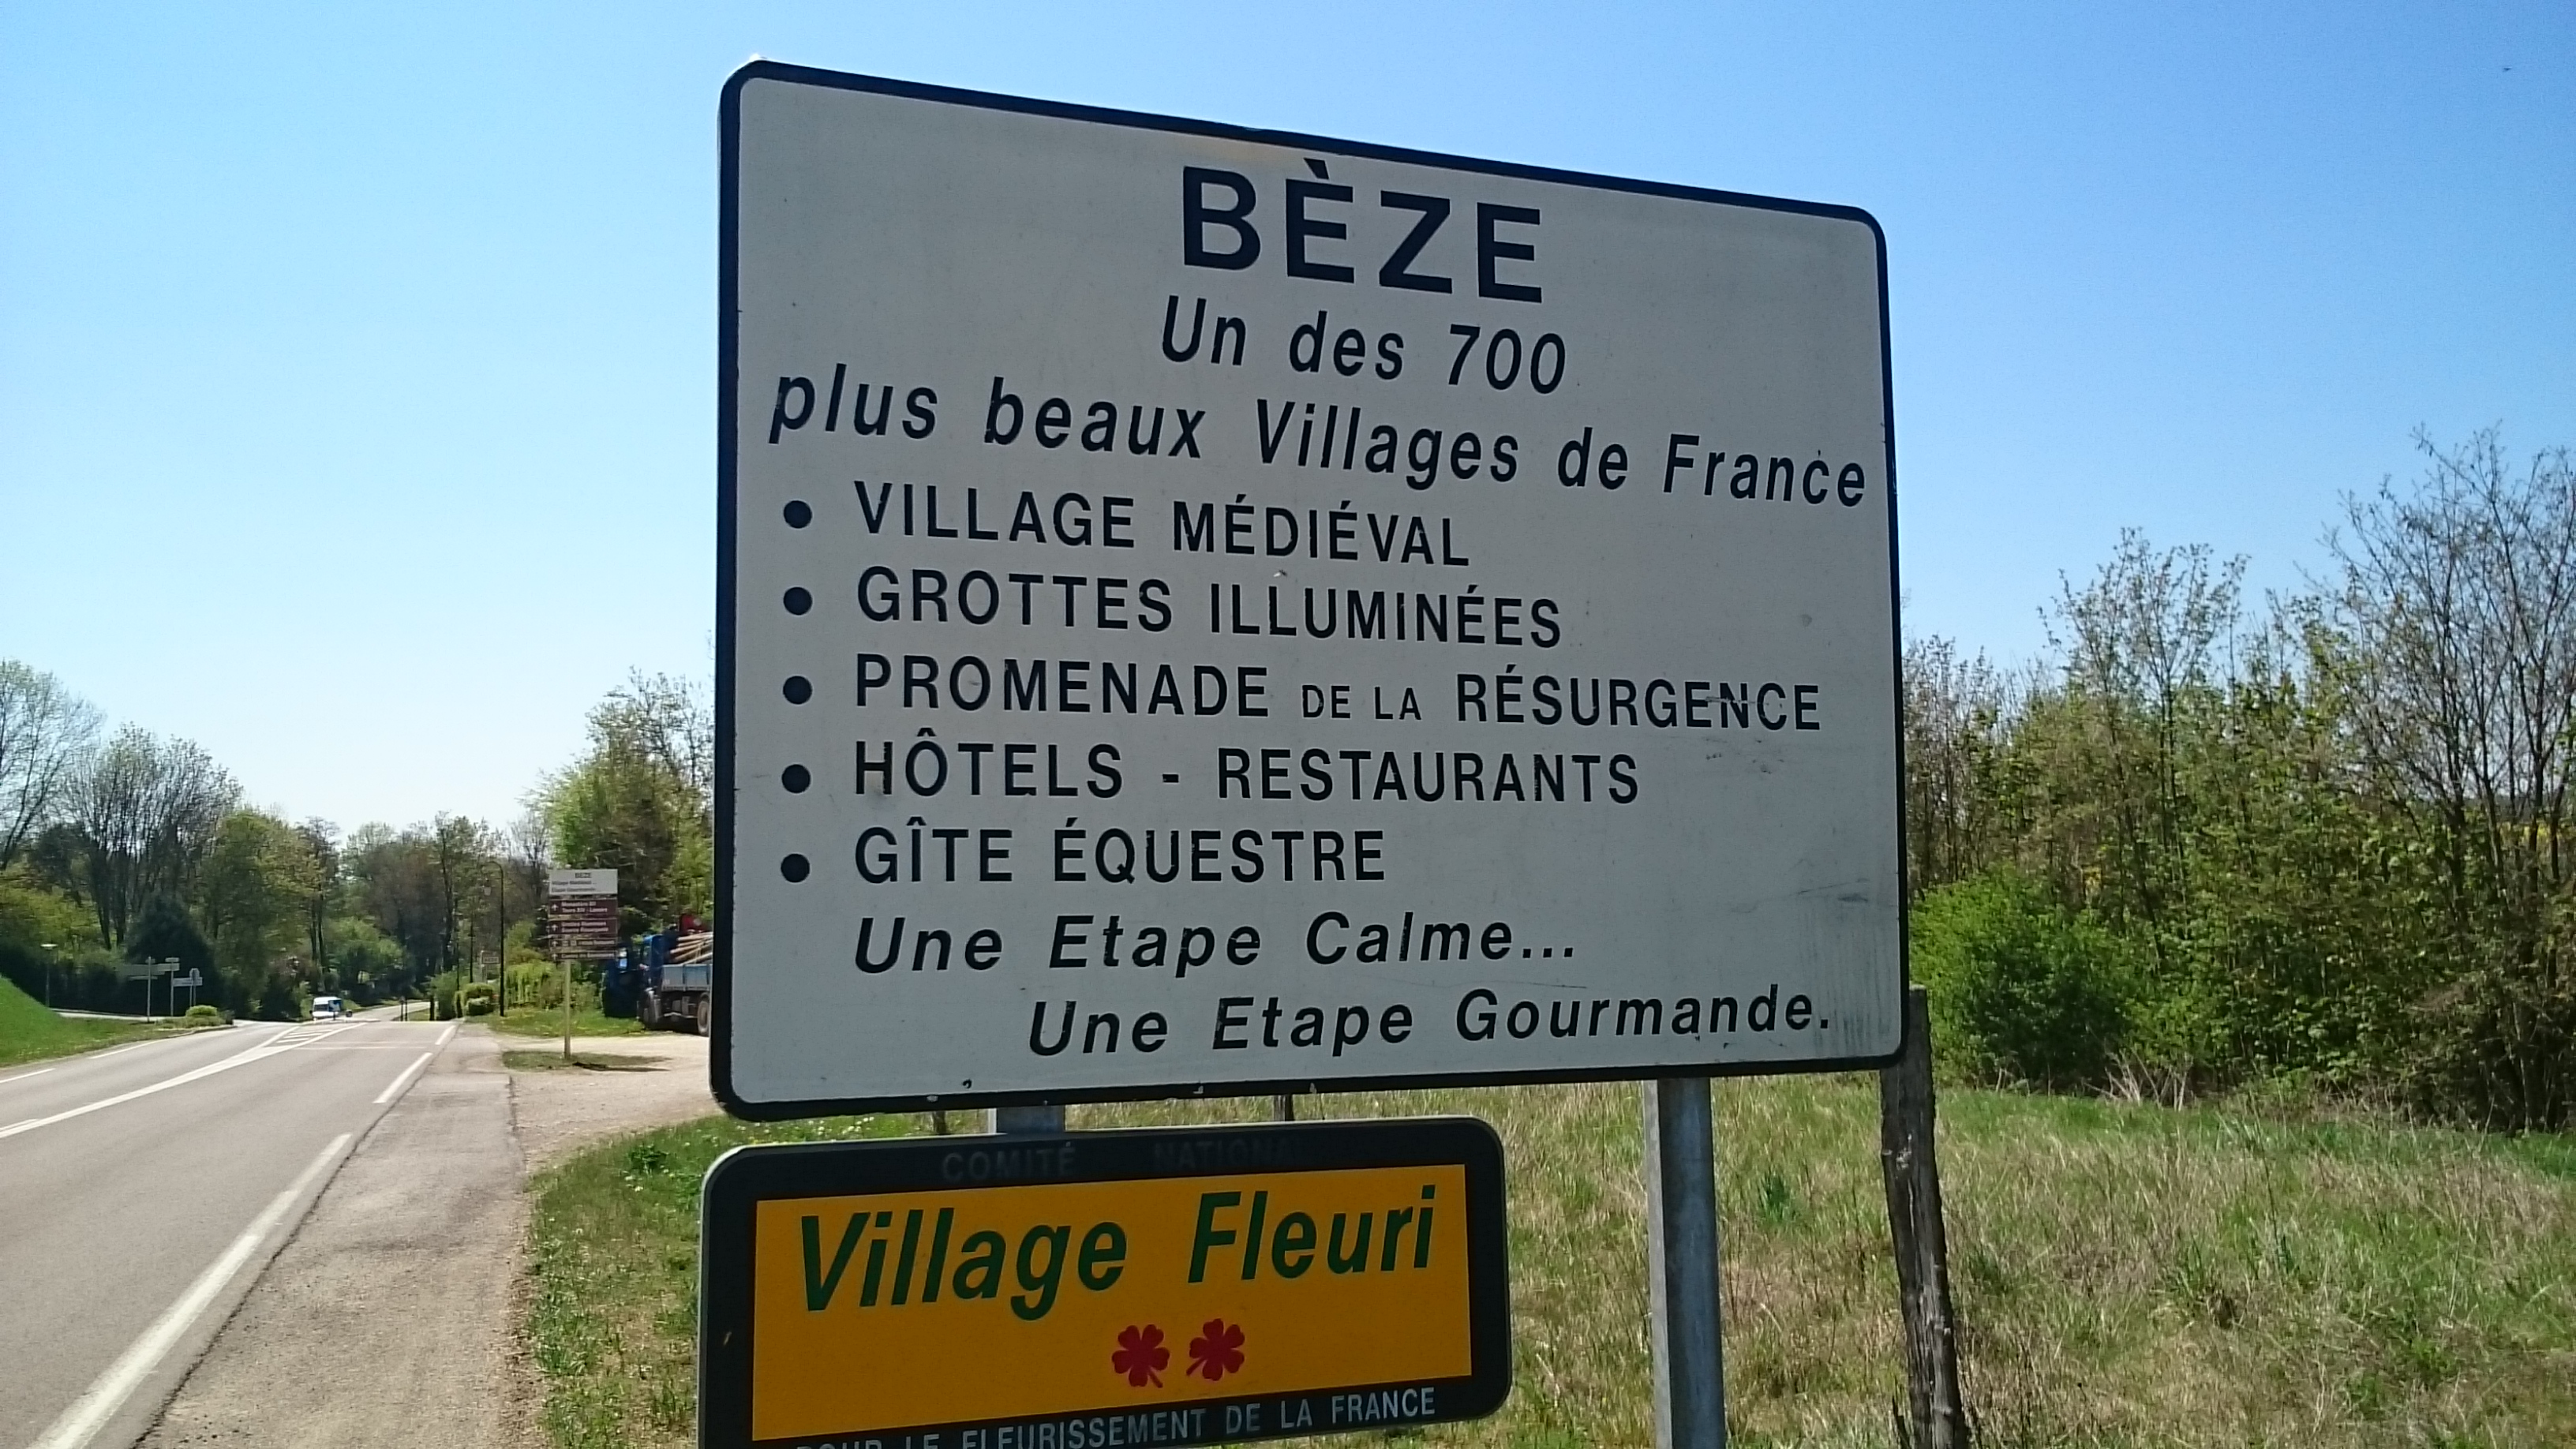 BÈZE
Un des 700
plus beaux Villages de France
• VILLAGE MÉDIÉVAL
• GROTTES ILLUMINÉES
• PROMENADE DE LA RÉSURGENCE
• HÔTELS - RESTAURANTS
• GÎTE ÉQUESTRE
Une Etape Calme...
Une Etape Gourmande.
COMITÉ NATIONAL
Village Fleuri
POUR LE FLEURISSEMENT DE LA FRANCE
BÈZE